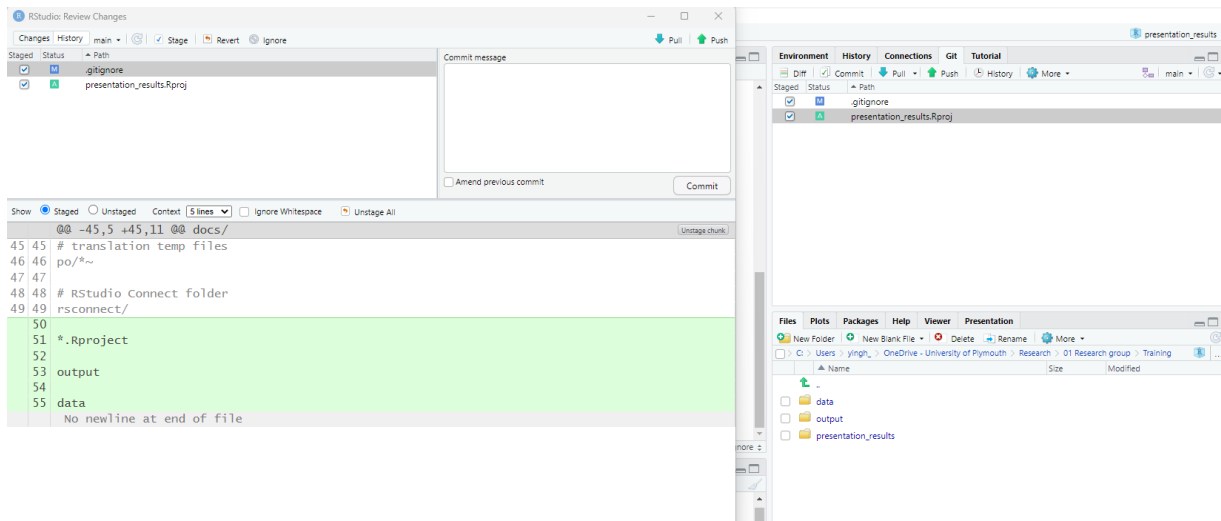 RStudio: Review Changes
Changes History main Stage Revert Ignore Pull Push
Staged Status Path
M .gitignore
A presentation_results.Rproj
Commit message
Amend previous commit
Commit
Show Staged Unstaged Context 5 lines Ignore Whitespace Unstage All
@@ -45,5 +45,11 @@ docs/ Unstage chunk
45 45 # translation temp files
46 46 po/*~
47 47
48 48 # RStudio Connect folder
49 49 rsconnect/
50
51 *.Rproject
52
53 output
54
55 data
No newline at end of file
presentation_results
Environment History Connections Git Tutorial
Diff Commit Pull Push History More main
Staged Status Path
M .gitignore
A presentation_results.Rproj
Files Plots Packages Help Viewer Presentation
New Folder New Blank File Delete Rename More
C: Users yingh_ OneDrive - University of Plymouth Research 01 Research group Training ...
Name Size Modified
..
data
output
presentation_results